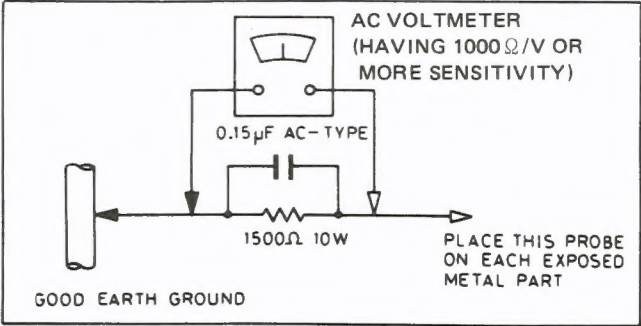 AC VOLTMETER
(HAVING 1000Ω/V OR
MORE SENSITIVITY)
0.15μF AC-TYPE
1500Ω 10W
PLACE THIS PROBE
ON EACH EXPOSED
METAL PART
GOOD EARTH GROUND